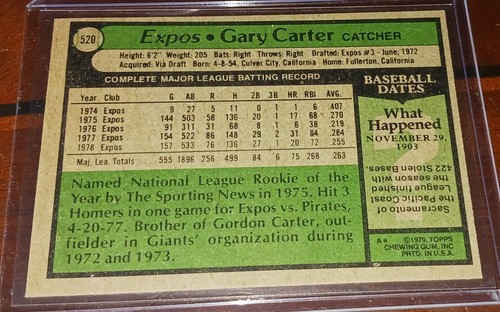 520
Expos • Gary Carter CATCHER
Height: 6'2" Weight: 205 Bats: Right Throws: Right Drafted: Expos #3 - June, 1972
Acquired: Via Draft Born: 4-8-54, Culver City, California Home: Fullerton, California
COMPLETE MAJOR LEAGUE BATTING RECORD
Year Club G AB R H 2B 3B HR RBI AVG.
1974 Expos 9 27 5 11 0 1 1 6 .407
1975 Expos 144 503 58 136 20 1 17 68 .270
1976 Expos 91 311 31 68 8 1 6 38 .219
1977 Expos 154 522 86 148 29 2 31 84 .284
1978 Expos 157 533 76 136 27 1 20 72 .255
Maj. Lea. Totals 555 1896 256 499 84 6 75 268 .263
Named National League Rookie of the
Year by The Sporting News in 1975. Hit 3
Homers in one game for Expos vs. Pirates,
4-20-77. Brother of Gordon Carter, out-
fielder in Giants' organization during
1972 and 1973.
BASEBALL
DATES
What
Happened
NOVEMBER 29,
1903
Sacramento of
the Pacific Coast
League finished
the season with
422 Stolen Bases.
A* ©1979, TOPPS
CHEWING GUM, INC
PRTD. IN U.S.A.